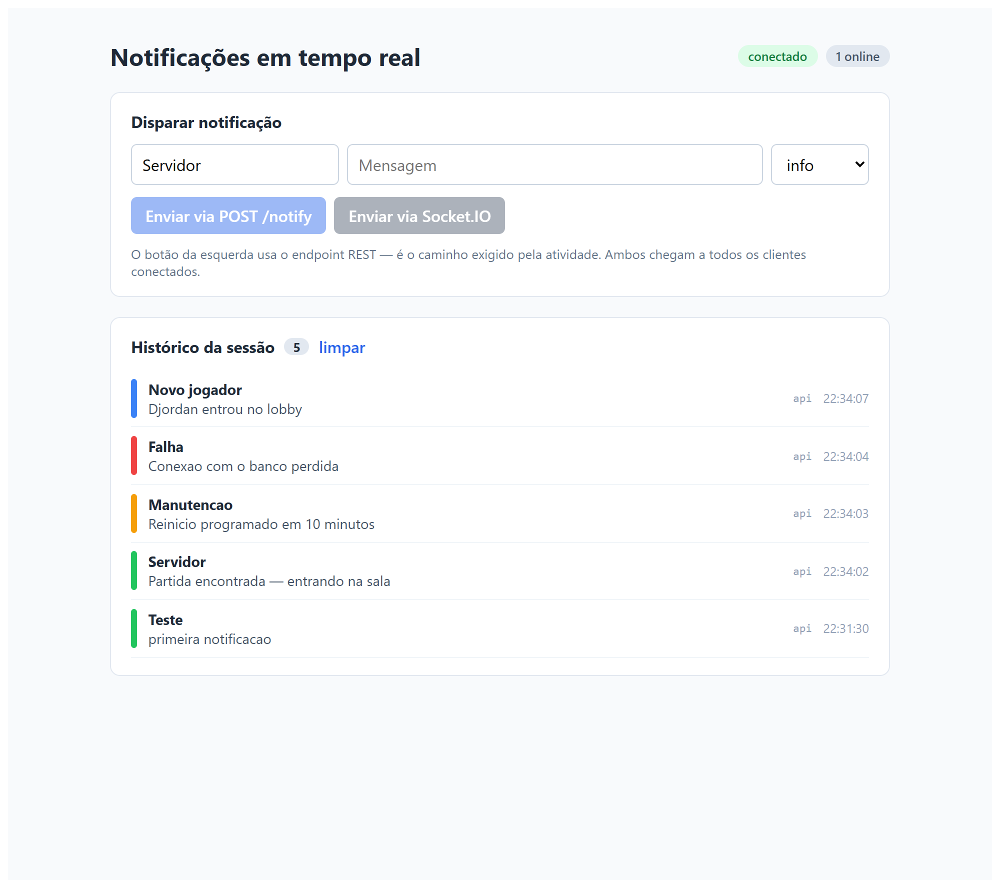 Notificações em tempo real
conectado
1 online
Disparar notificação
Servidor
Mensagem
info
Enviar via POST /notify
Enviar via Socket.IO
O botão da esquerda usa o endpoint REST — é o caminho exigido pela atividade. Ambos chegam a todos os clientes
conectados.
Histórico da sessão 5 limpar
Novo jogador
Djordan entrou no lobby
api 22:34:07
Falha
Conexao com o banco perdida
api 22:34:04
Manutencao
Reinicio programado em 10 minutos
api 22:34:03
Servidor
Partida encontrada — entrando na sala
api 22:34:02
Teste
primeira notificacao
api 22:31:30